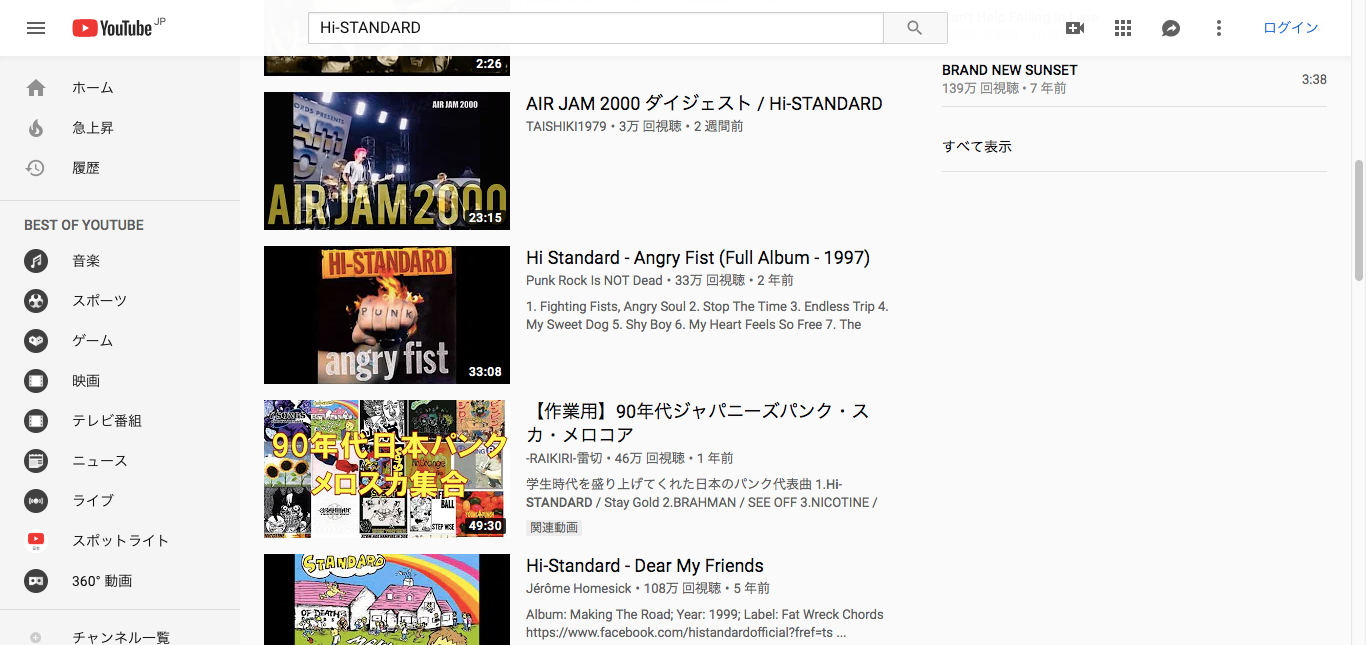 YouTube JP
Hi-STANDARD
ログイン
ホーム
急上昇
履歴
BEST OF YOUTUBE
音楽
スポーツ
ゲーム
映画
テレビ番組
ニュース
ライブ
スポットライト
360° 動画
チャンネル一覧
2:26
AIR JAM 2000
AIR JAM 2000
23:15
AIR JAM 2000 ダイジェスト / Hi-STANDARD
TAISHIKI1979 • 3万 回視聴 • 2 週間前
HI-STANDARD
PUNK
angry fist
33:08
Hi Standard - Angry Fist (Full Album - 1997)
Punk Rock Is NOT Dead • 33万 回視聴 • 2 年前
1. Fighting Fists, Angry Soul 2. Stop The Time 3. Endless Trip 4.
My Sweet Dog 5. Shy Boy 6. My Heart Feels So Free 7. The
90年代日本パンク
メロスカ集合
BALL
STEP WISE
49:30
【作業用】90年代ジャパニーズパンク・ス
カ・メロコア
-RAIKIRI-雷切 • 46万 回視聴 • 1 年前
学生時代を盛り上げてくれた日本のパンク代表曲 1.Hi-
STANDARD / Stay Gold 2.BRAHMAN / SEE OFF 3.NICOTINE /
関連動画
STANDARD
OF DEATH
Hi-Standard - Dear My Friends
Jérôme Homesick • 108万 回視聴 • 5 年前
Album: Making The Road; Year: 1999; Label: Fat Wreck Chords
https://www.facebook.com/histandardofficial?fref=ts ...
BRAND NEW SUNSET
139万 回視聴 • 7 年前
3:38
すべて表示